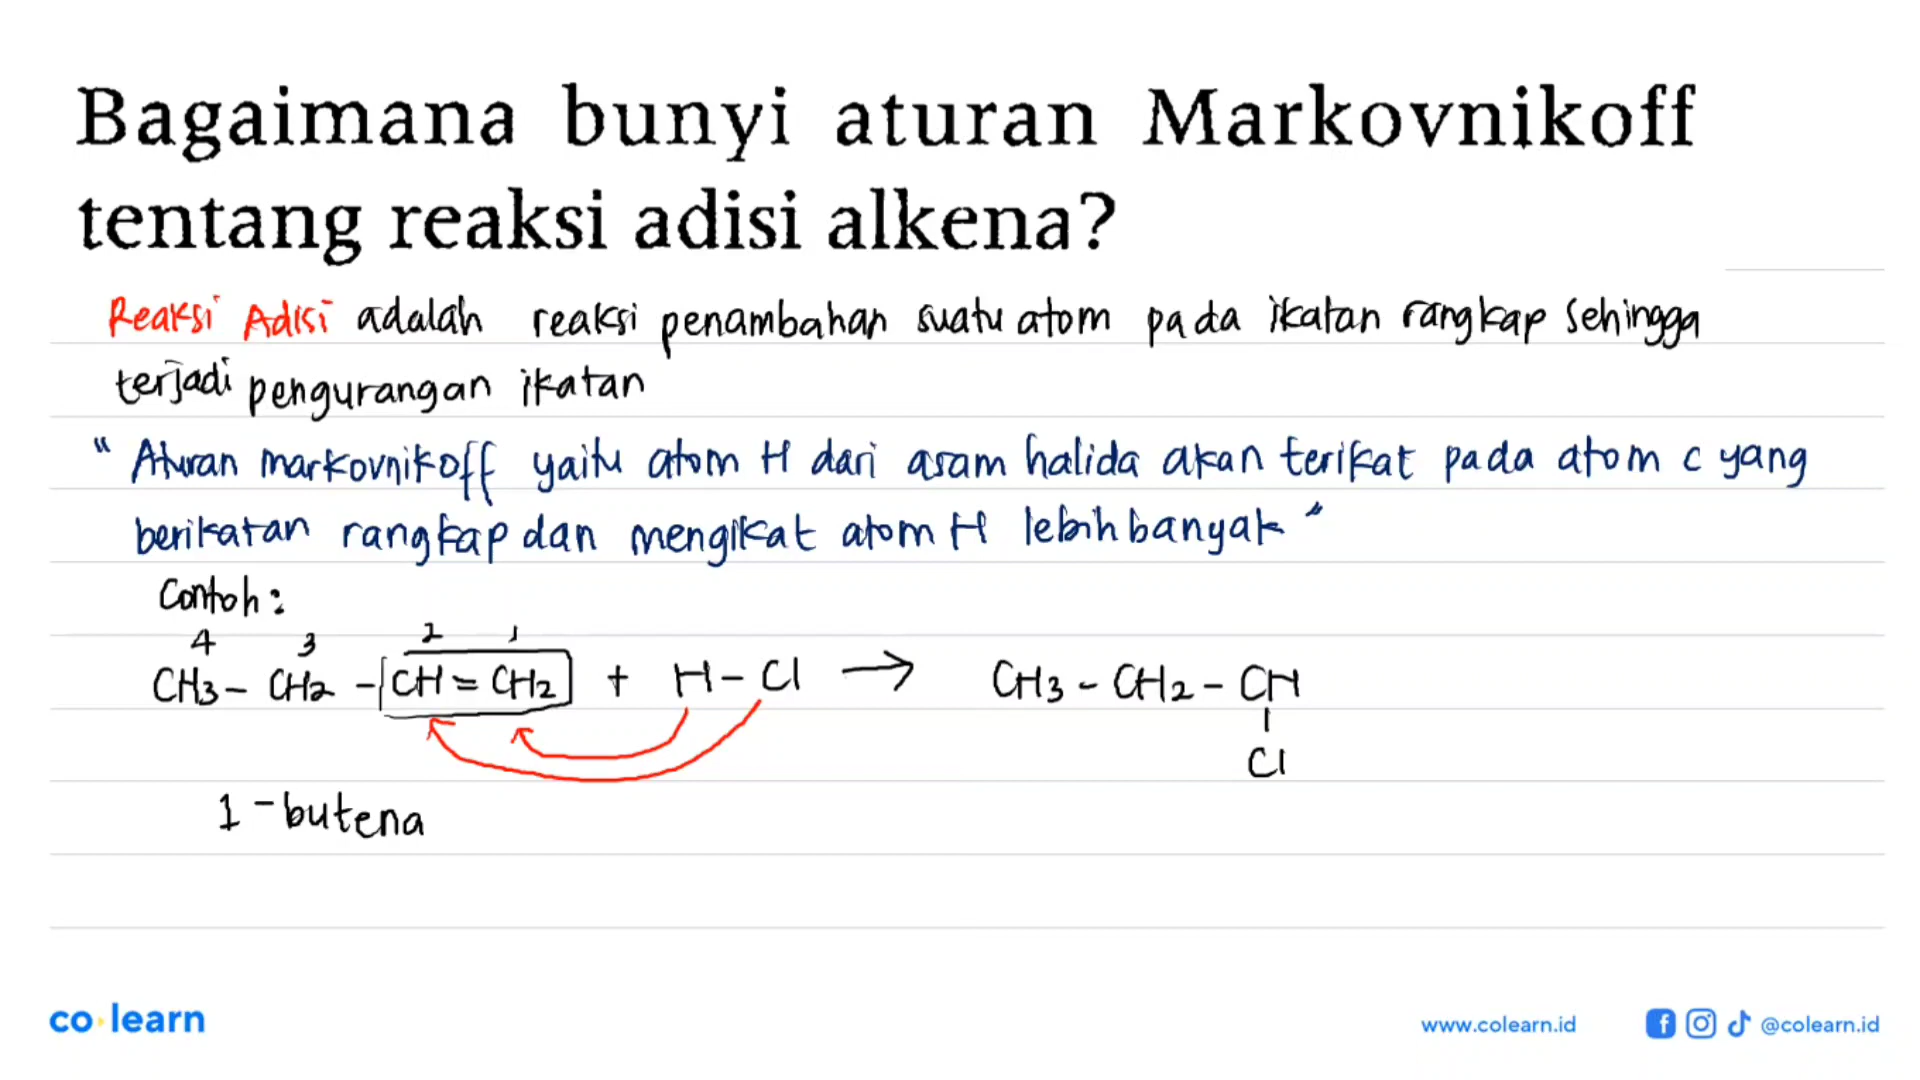 Bagaimana bunyi aturan Markovnikoff
tentang reaksi adisi alkena?
Reaksi Adisi adalah reaksi penambahan suatu atom pada ikatan rangkap sehingga
terjadi pengurangan ikatan
" Aturan markovnikoff yaitu atom H dari asam halida akan terikat pada atom c yang
berikatan rangkap dan mengikat atom H lebih banyak "
Contoh :
4 3 2 1
CH3 - CH2 - CH = CH2 + H - Cl → CH3 - CH2 - CH
Cl
1 - butena
co learn
www.colearn.id @colearn.id